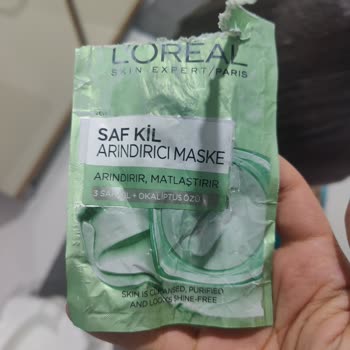 L'ORÉAL
SKIN EXPERT / PARIS
SAF KİL
ARINDIRICI MASKE
ARINDIRIR, MATLAŞTIRIR
3 SAF KİL + OKALİPTUS ÖZÜ
SKIN IS CLEANSED, PURIFIED
AND LOOKS SHINE-FREE